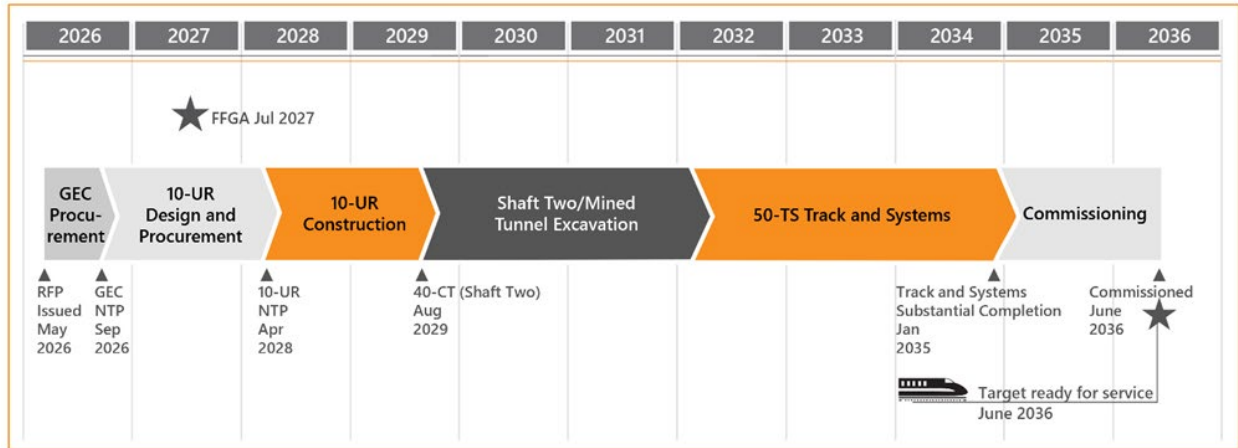 2026 2027 2028 2029 2030 2031 2032 2033 2034 2035 2036
FFGA Jul 2027
GEC
Procu-
rement
10-UR
Design and
Procurement
10-UR
Construction
Shaft Two/Mined
Tunnel Excavation
50-TS Track and Systems
Commissioning
RFP
Issued
May
2026
GEC
NTP
Sep
2026
10-UR
NTP
Apr
2028
40-CT (Shaft Two)
Aug
2029
Track and Systems
Substantial Completion
Jan
2035
Commissioned
June
2036
Target ready for service
June 2036